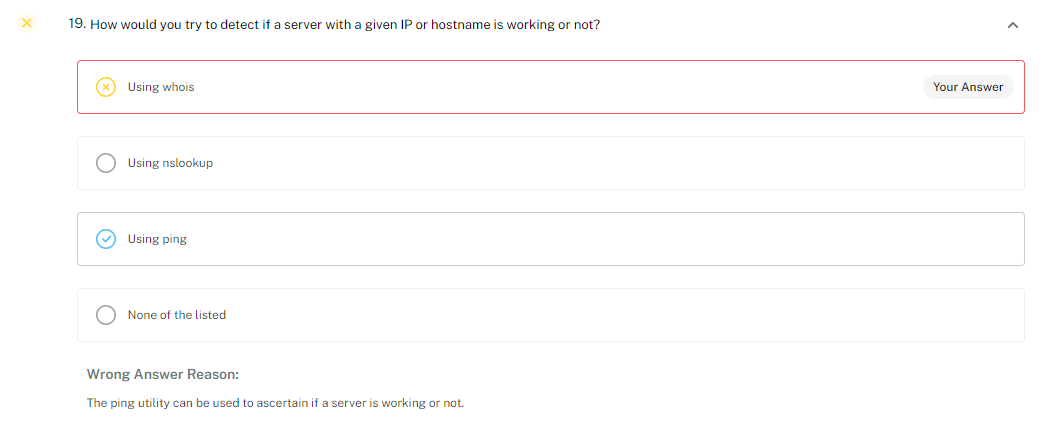 19. How would you try to detect if a server with a given IP or hostname is working or not?
Using whois
Your Answer
Using nslookup
Using ping
None of the listed
Wrong Answer Reason:
The ping utility can be used to ascertain if a server is working or not.